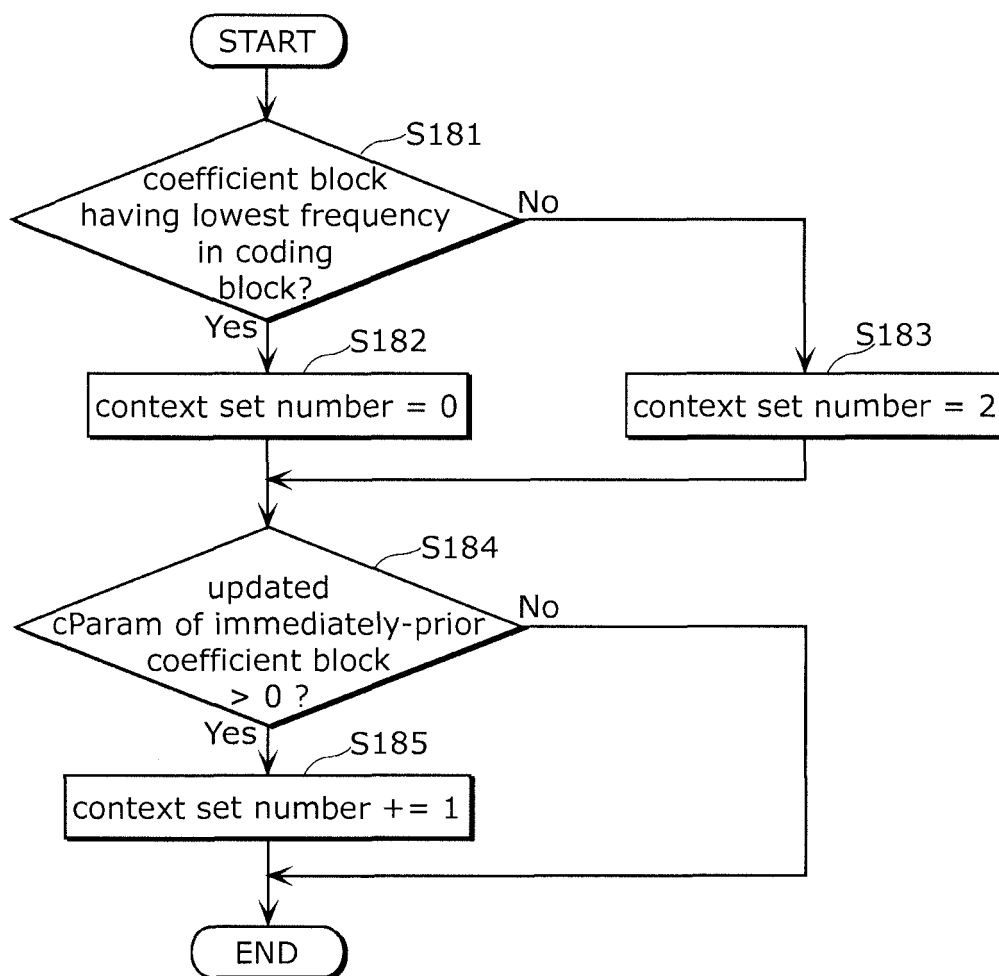 START
S181
coefficient block
having lowest frequency
in coding
block?
No
Yes
S182
context set number = 0
S183
context set number = 2
S184
updated
cParam of immediately-prior
coefficient block
> 0 ?
No
Yes
S185
context set number += 1
END